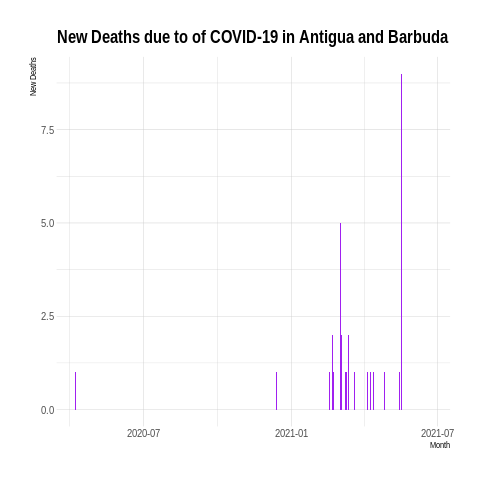 New Deaths due to of COVID-19 in Antigua and Barbuda
New Deaths
7.5
5.0
2.5
0.0
2020-07 2021-01 2021-07
Month